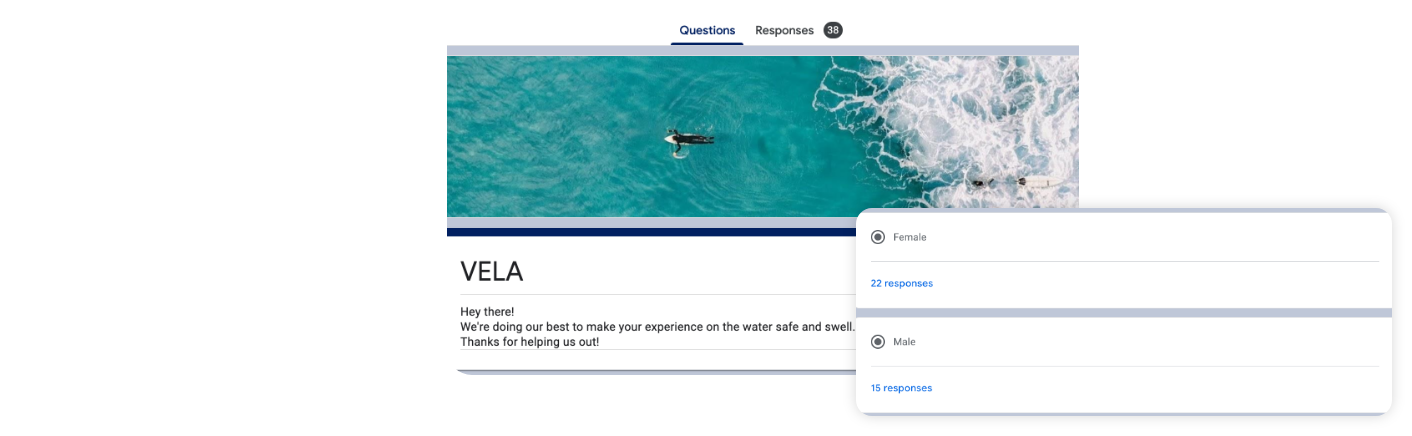 Questions Responses 38
VELA
Hey there!
We're doing our best to make your experience on the water safe and swell.
Thanks for helping us out!
Female
22 responses
Male
15 responses